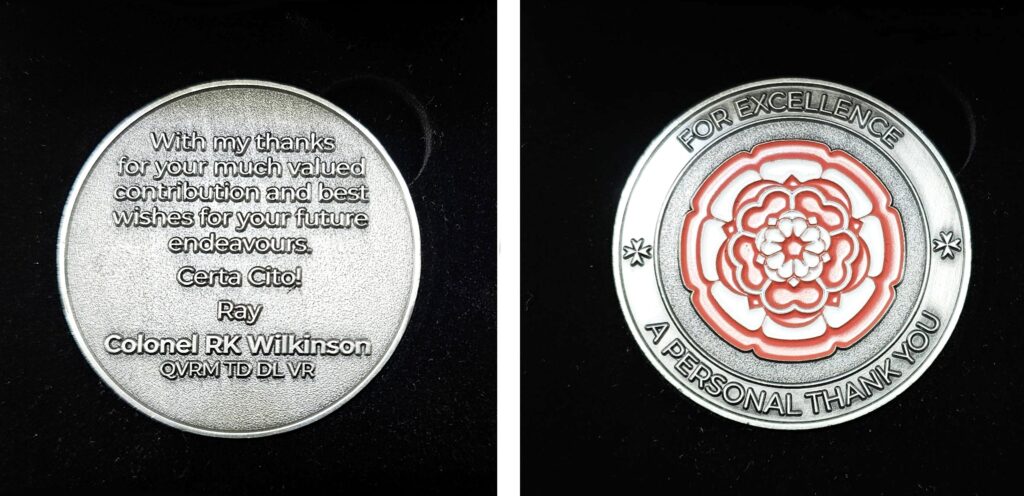 With my thanks
for your much valued
contribution and best
wishes for your future
endeavours.
Certa Cito!
Ray
Colonel RK Wilkinson
QVRM TD DL VR
FOR EXCELLENCE
A PERSONAL THANK YOU